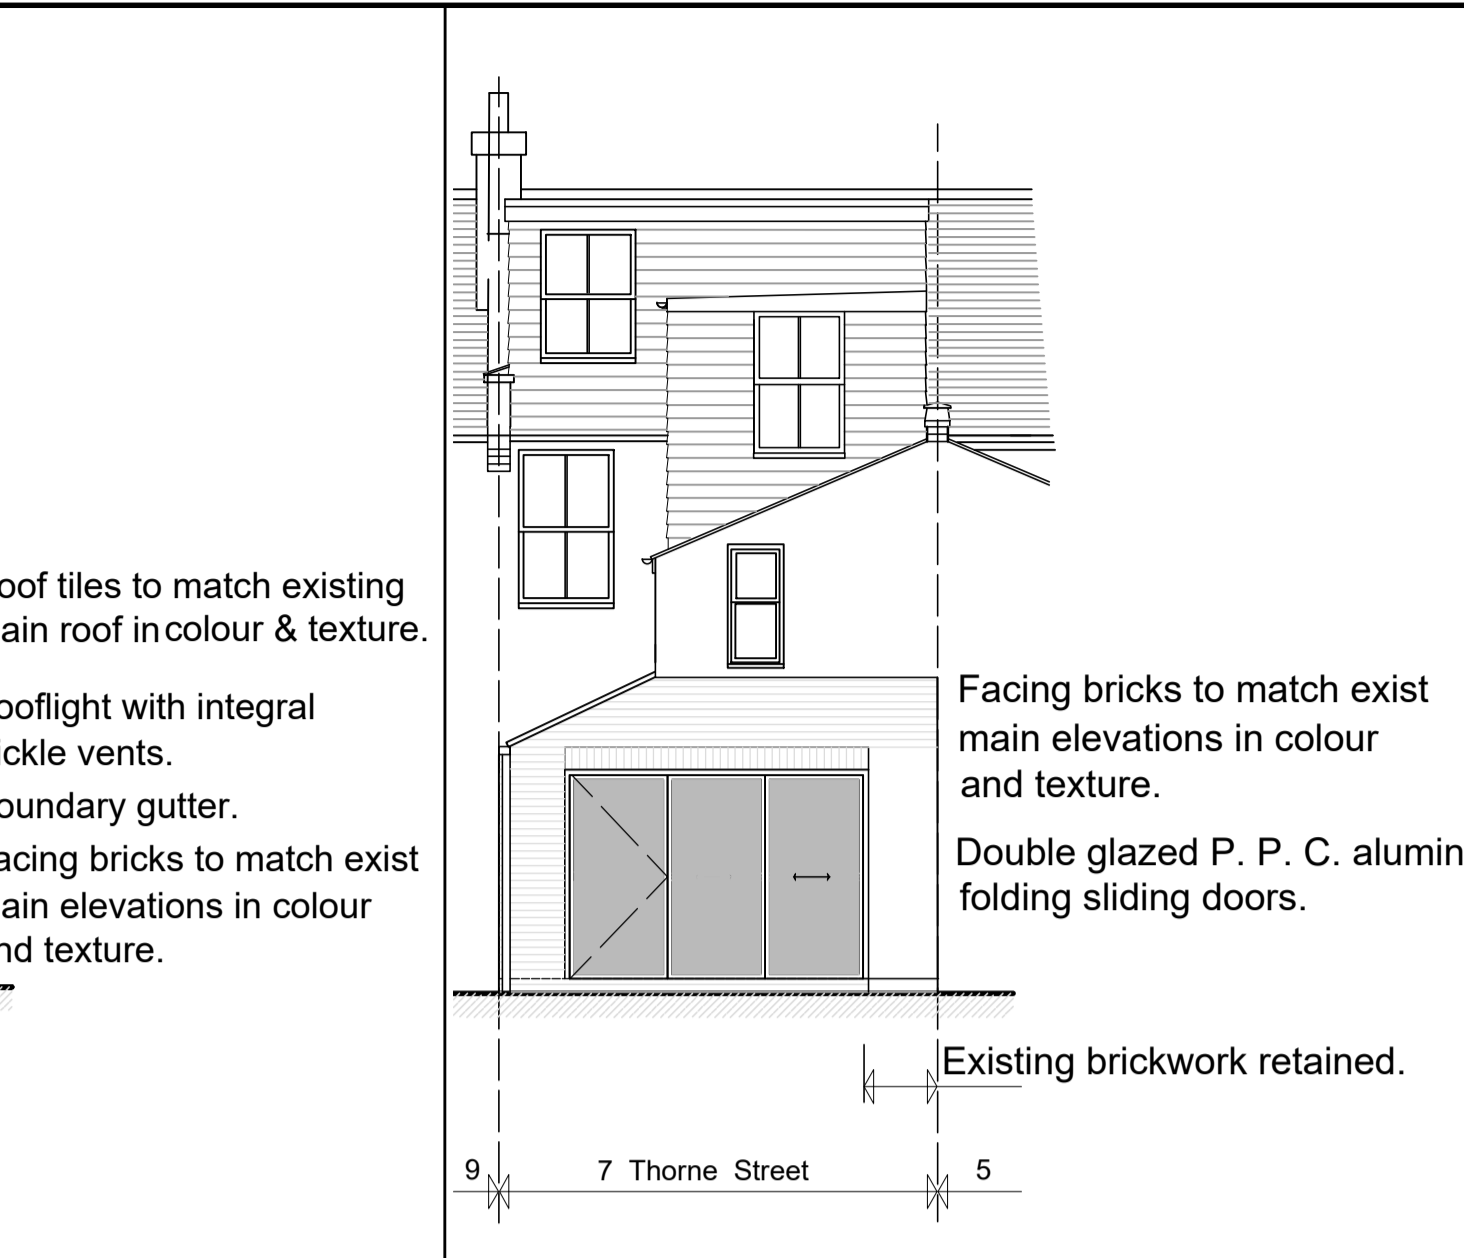 oof tiles to match existing
ain roof in colour & texture.
ooflight with integral
ickle vents.
oundary gutter.
acing bricks to match exist
ain elevations in colour
nd texture.
Facing bricks to match exist
main elevations in colour
and texture.
Double glazed P. P. C. alumin
folding sliding doors.
Existing brickwork retained.
9 7 Thorne Street 5